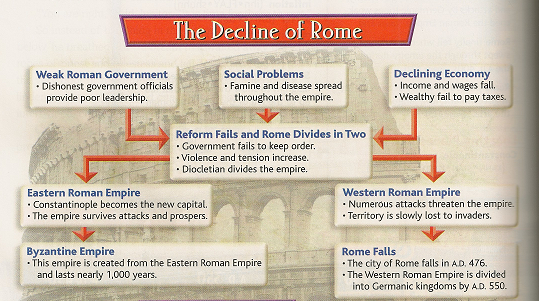 The Decline of Rome
Weak Roman Government
• Dishonest government officials
provide poor leadership.
Social Problems
• Famine and disease spread
throughout the empire.
Declining Economy
• Income and wages fall.
• Wealthy fail to pay taxes.
Reform Fails and Rome Divides in Two
• Government fails to keep order.
• Violence and tension increase.
• Diocletian divides the empire.
Eastern Roman Empire
• Constantinople becomes the new capital.
• The empire survives attacks and prospers.
Western Roman Empire
• Numerous attacks threaten the empire.
• Territory is slowly lost to invaders.
Byzantine Empire
• This empire is created from the Eastern Roman Empire
and lasts nearly 1,000 years.
Rome Falls
• The city of Rome falls in A.D. 476.
• The Western Roman Empire is divided
into Germanic kingdoms by A.D. 550.